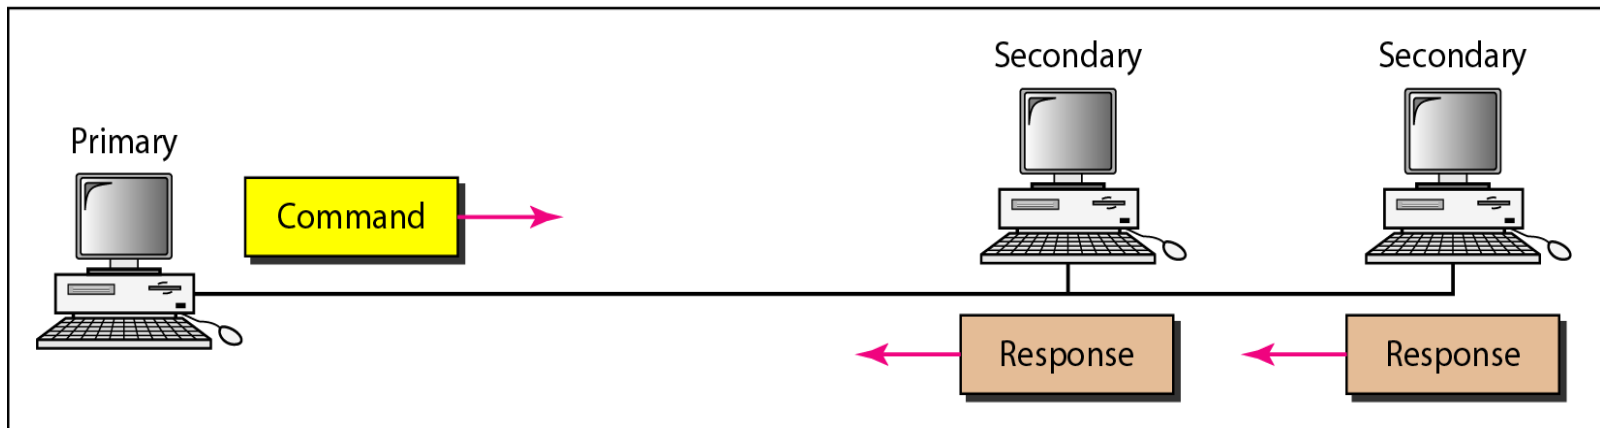 Secondary Secondary
Primary
Command
Response Response